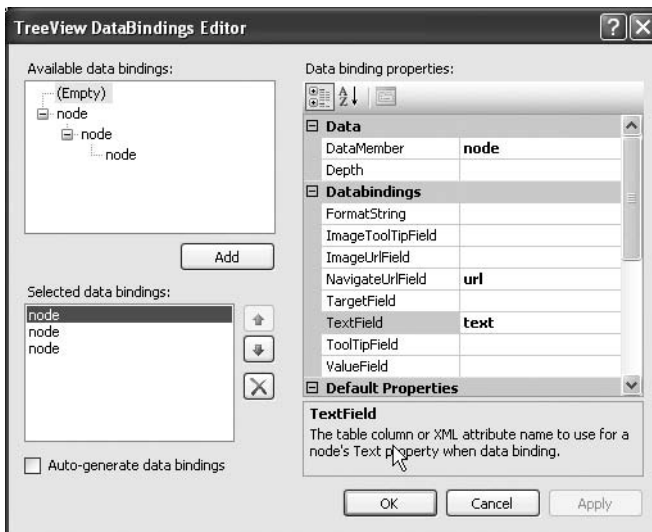 TreeView DataBindings Editor
Available data bindings:
(Empty)
node
node
node
Add
Selected data bindings:
node
node
node
Auto-generate data bindings
Data binding properties:
Data
DataMember node
Depth
Databindings
FormatString
ImageToolTipField
ImageUrlField
NavigateUrlField url
TargetField
TextField text
ToolTipField
ValueField
Default Properties
TextField
The table column or XML attribute name to use for a
node's Text property when data binding.
OK Cancel Apply